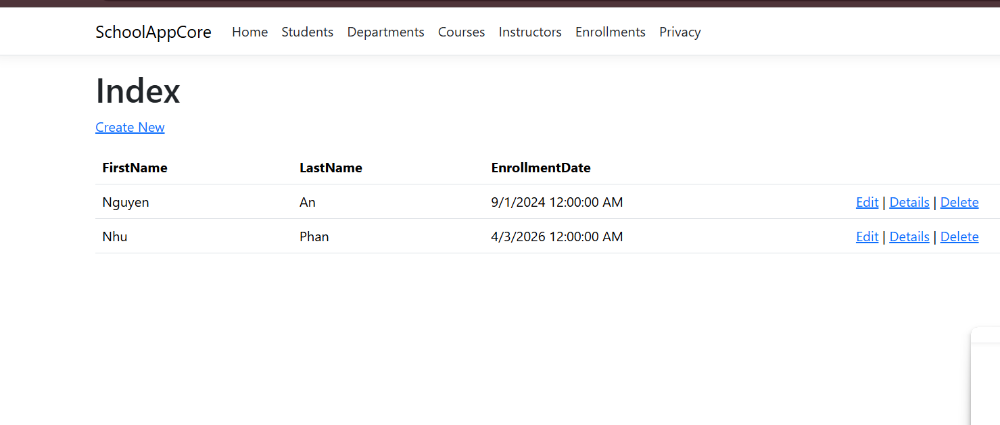 SchoolAppCore Home Students Departments Courses Instructors Enrollments Privacy
Index
Create New
FirstName LastName EnrollmentDate
Nguyen An 9/1/2024 12:00:00 AM Edit | Details | Delete
Nhu Phan 4/3/2026 12:00:00 AM Edit | Details | Delete